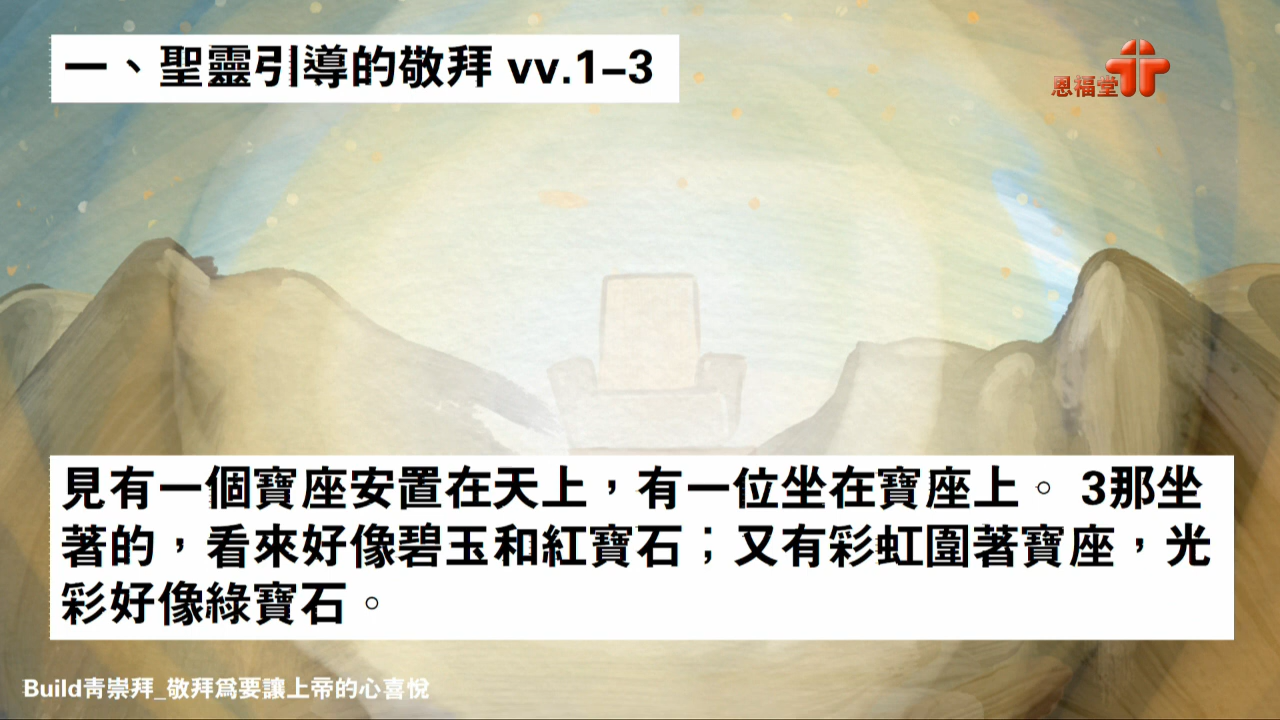 一、聖靈引導的敬拜 vv.1-3
恩福堂
見有一個寶座安置在天上，有一位坐在寶座上。 3那坐
著的，看來好像碧玉和紅寶石；又有彩虹圍著寶座，光
彩好像綠寶石。
Build青崇拜_敬拜為要讓上帝的心喜悅